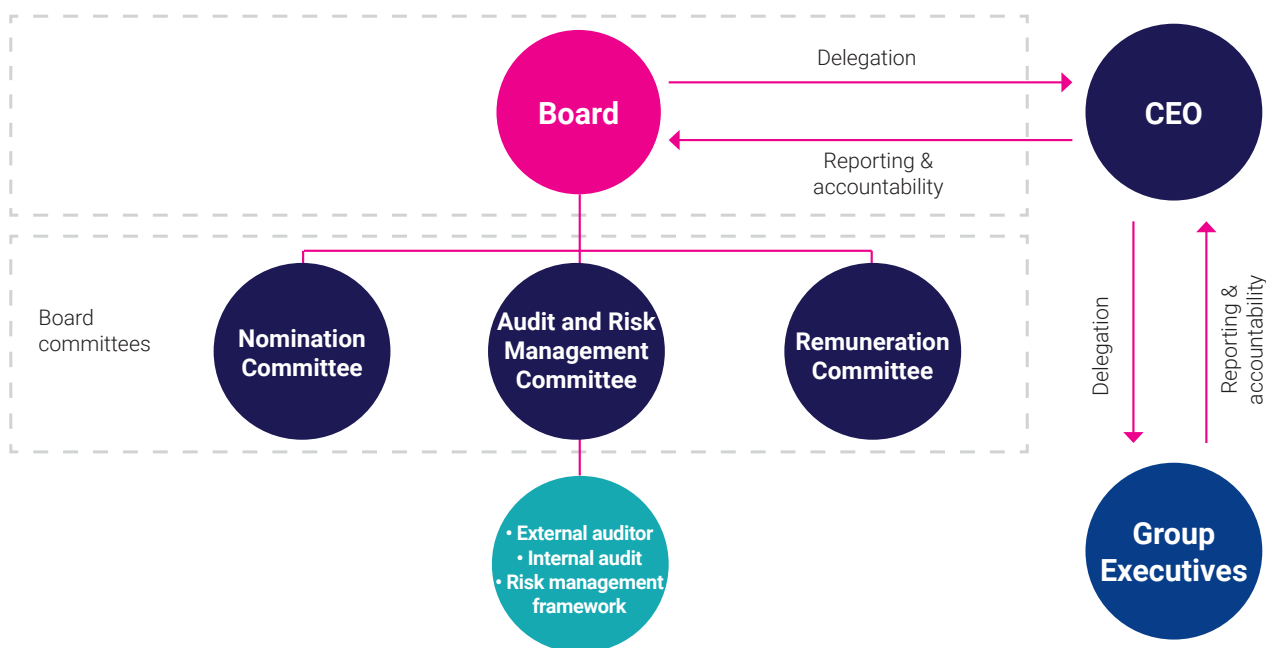 Board
Delegation
Reporting &
accountability
CEO
Board
committees
Nomination
Committee
Audit and Risk
Management
Committee
Remuneration
Committee
Delegation
Reporting &
accountability
• External auditor
• Internal audit
• Risk management
framework
Group
Executives